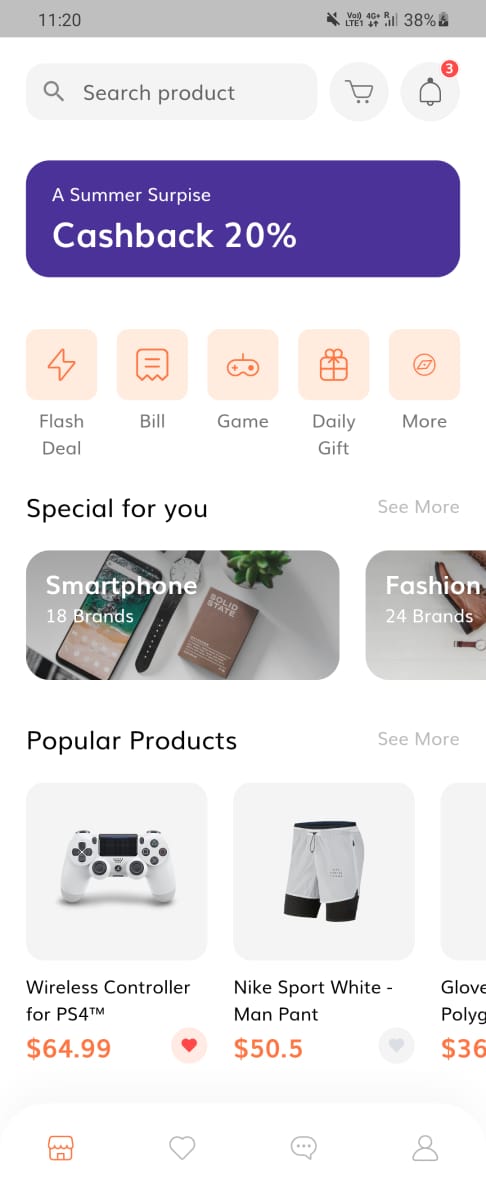 11:20
Vo)) 4G+ R
LTE1
38%
3
Search product
A Summer Surpise
Cashback 20%
Flash
Deal
Bill
Game
Daily
Gift
More
Special for you
See More
Smartphone
18 Brands
SOLID
STATE
Fashion
24 Brands
Popular Products
See More
Wireless Controller
for PS4™
$64.99
Nike Sport White -
Man Pant
$50.5
Glove
Polyg
$36